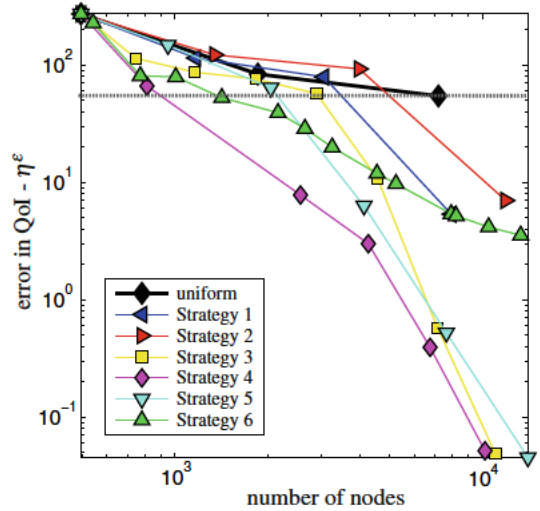 error in QoI - η^ε
10²
10¹
10⁰
10⁻¹
uniform
Strategy 1
Strategy 2
Strategy 3
Strategy 4
Strategy 5
Strategy 6
10³
10⁴
number of nodes